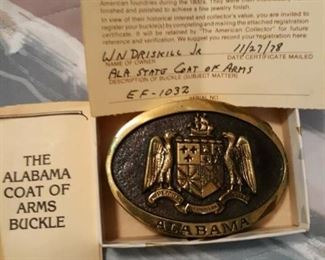 American foundries during the 1800s. They were
polished to achieve a fine jewelry finish.
In view of their historical interest and collector's value, you are invited to
register your buckle(s) by completing and mailing the attached registration
certificate. It will be retained by "The American Collector" for future
reference and verification. We suggest you record your registration here:
W N DRISKILL JR 11/27/78
NAME OF OWNER DATE CERTIFICATE MAILED
ALA STATE COAT OF ARMS
DESCRIPTION OF BUCKLE (SUBJECT MATTER)
EF-1032
SERIAL NO.
THE
ALABAMA
COAT OF
ARMS
BUCKLE
ALABAMA